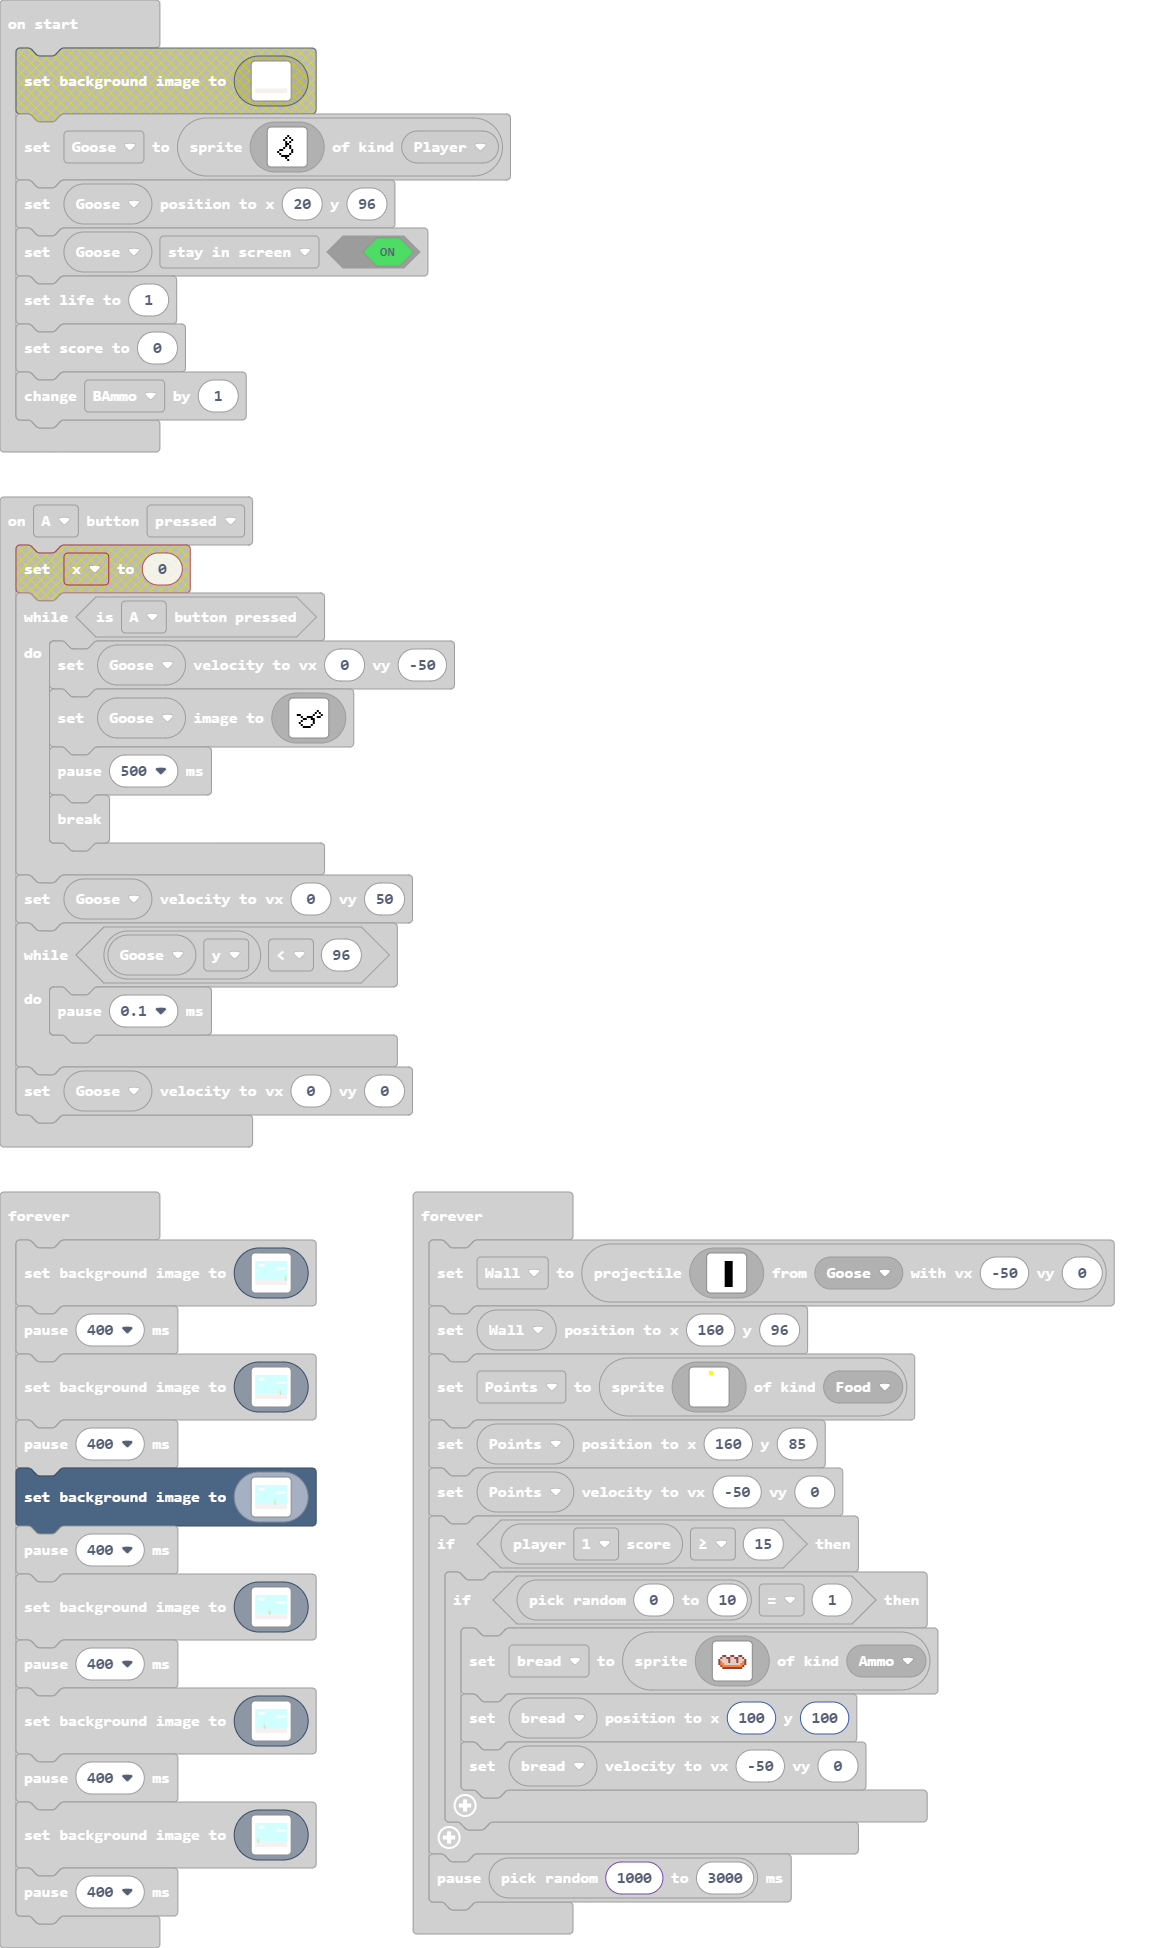 on start
set background image to
set Goose to sprite of kind Player
set Goose position to x 20 y 96
set Goose stay in screen ON
set life to 1
set score to 0
change BAmmo by 1
on A button pressed
set x to 0
while is A button pressed
do
set Goose velocity to vx 0 vy -50
set Goose image to
pause 500 ms
break
set Goose velocity to vx 0 vy 50
while Goose y < 96
do
pause 0.1 ms
set Goose velocity to vx 0 vy 0
forever
set background image to
pause 400 ms
set background image to
pause 400 ms
set background image to
pause 400 ms
set background image to
pause 400 ms
set background image to
pause 400 ms
set background image to
pause 400 ms
forever
set Wall to projectile from Goose with vx -50 vy 0
set Wall position to x 160 y 96
set Points to sprite of kind Food
set Points position to x 160 y 85
set Points velocity to vx -50 vy 0
if player 1 score ≥ 15 then
if pick random 0 to 10 = 1 then
set bread to sprite of kind Ammo
set bread position to x 100 y 100
set bread velocity to vx -50 vy 0
pause pick random 1000 to 3000 ms